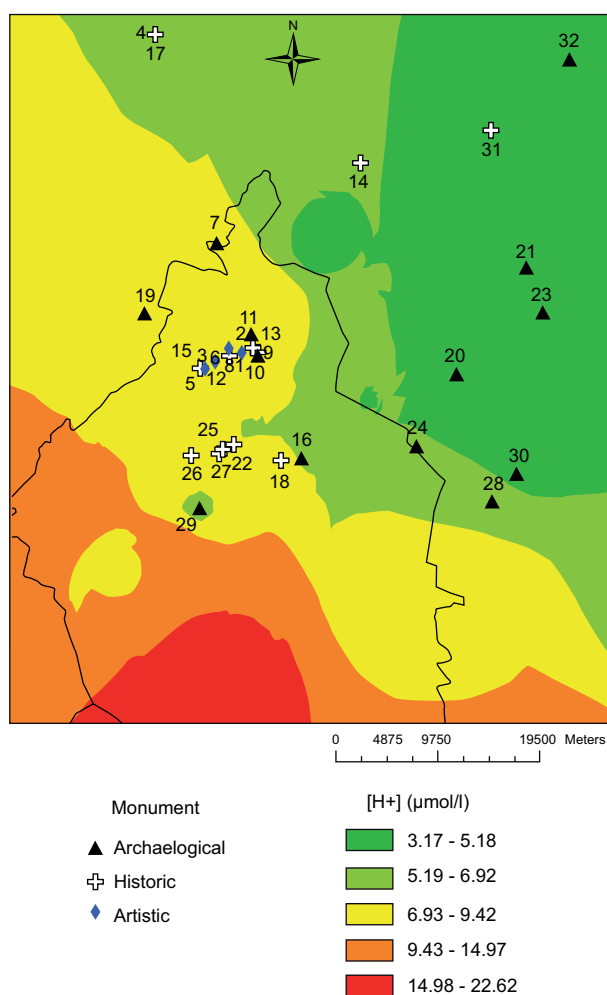 N
4
17
32
31
14
7
21
19
23
11
2
13
15
3
6
8
1
9
5
12
10
20
24
25
16
26
27
22
18
30
28
29
0 4875 9750 19500 Meters
Monument
Archaelogical
Historic
Artistic
[H+] (µmol/l)
3.17 - 5.18
5.19 - 6.92
6.93 - 9.42
9.43 - 14.97
14.98 - 22.62